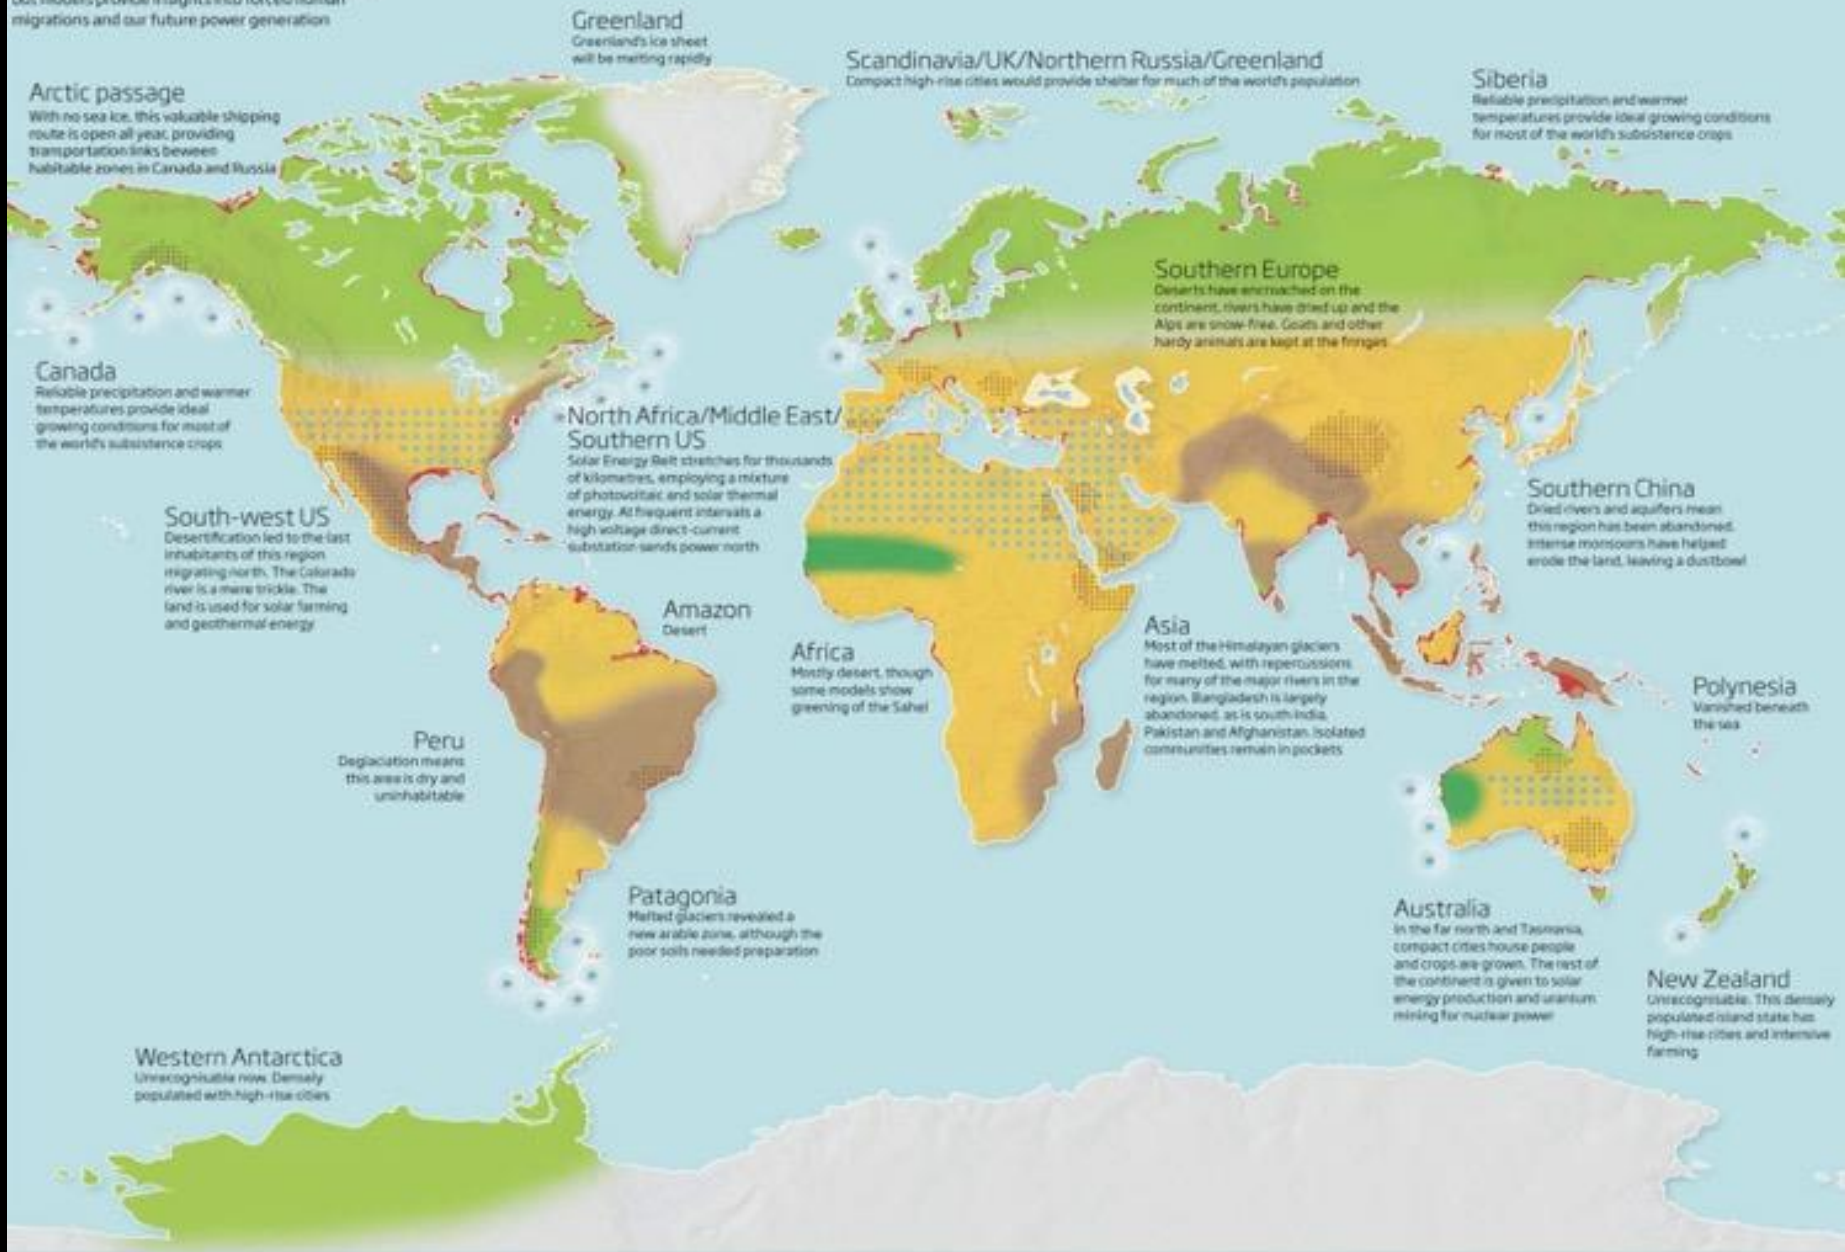 but models provide insights into forced human
migrations and our future power generation
Greenland
Greenland's ice sheet
will be melting rapidly
Scandinavia/UK/Northern Russia/Greenland
Compact high-rise cities would provide shelter for much of the world's population
Siberia
Reliable precipitation and warmer
temperatures provide ideal growing conditions
for most of the world's subsistence crops
Arctic passage
With no sea ice, this valuable shipping
route is open all year, providing
transportation links beween
habitable zones in Canada and Russia
Southern Europe
Deserts have encroached on the
continent, rivers have dried up and the
Alps are snow-free. Goats and other
hardy animals are kept at the fringes
Canada
Reliable precipitation and warmer
temperatures provide ideal
growing conditions for most of
the world's subsistence crops
North Africa/Middle East/
Southern US
Solar Energy Belt stretches for thousands
of kilometres, employing a mixture
of photovoltaic and solar thermal
energy. At frequent intervals a
high voltage direct-current
substation sends power north
South-west US
Desertification led to the last
inhabitants of this region
migrating north. The Colorado
river is a mere trickle. The
land is used for solar farming
and geothermal energy
Southern China
Dried rivers and aquifers mean
this region has been abandoned.
Intense monsoons have helped
erode the land, leaving a dustbowl
Amazon
Desert
Africa
Mostly desert, though
some models show
greening of the Sahel
Asia
Most of the Himalayan glaciers
have melted, with repercussions
for many of the major rivers in the
region. Bangladesh is largely
abandoned, as is south India,
Pakistan and Afghanistan. Isolated
communities remain in pockets
Polynesia
Vanished beneath
the sea
Peru
Deglaciation means
this area is dry and
uninhabitable
Patagonia
Melted glaciers revealed a
new arable zone, although the
poor soils needed preparation
Australia
In the far north and Tasmania,
compact cities house people
and crops are grown. The rest of
the continent is given to solar
energy production and uranium
mining for nuclear power
New Zealand
Unrecognisable. This densely
populated island state has
high-rise cities and intensive
farming
Western Antarctica
Unrecognisable now. Densely
populated with high-rise cities